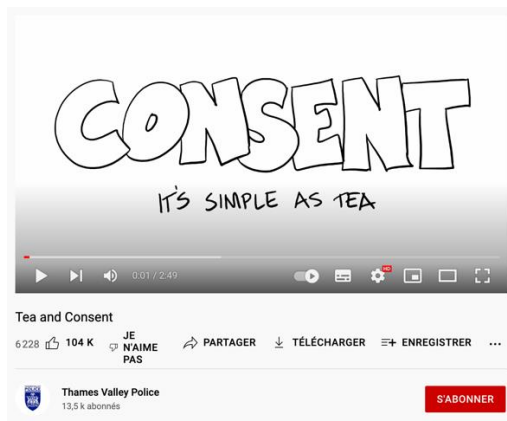 CONSENT
IT'S SIMPLE AS TEA
0:01 / 2:49
HD
Tea and Consent
6 228 104 K JE N'AIME PAS PARTAGER TÉLÉCHARGER ENREGISTRER ...
Thames Valley Police
13,5 k abonnés
S'ABONNER